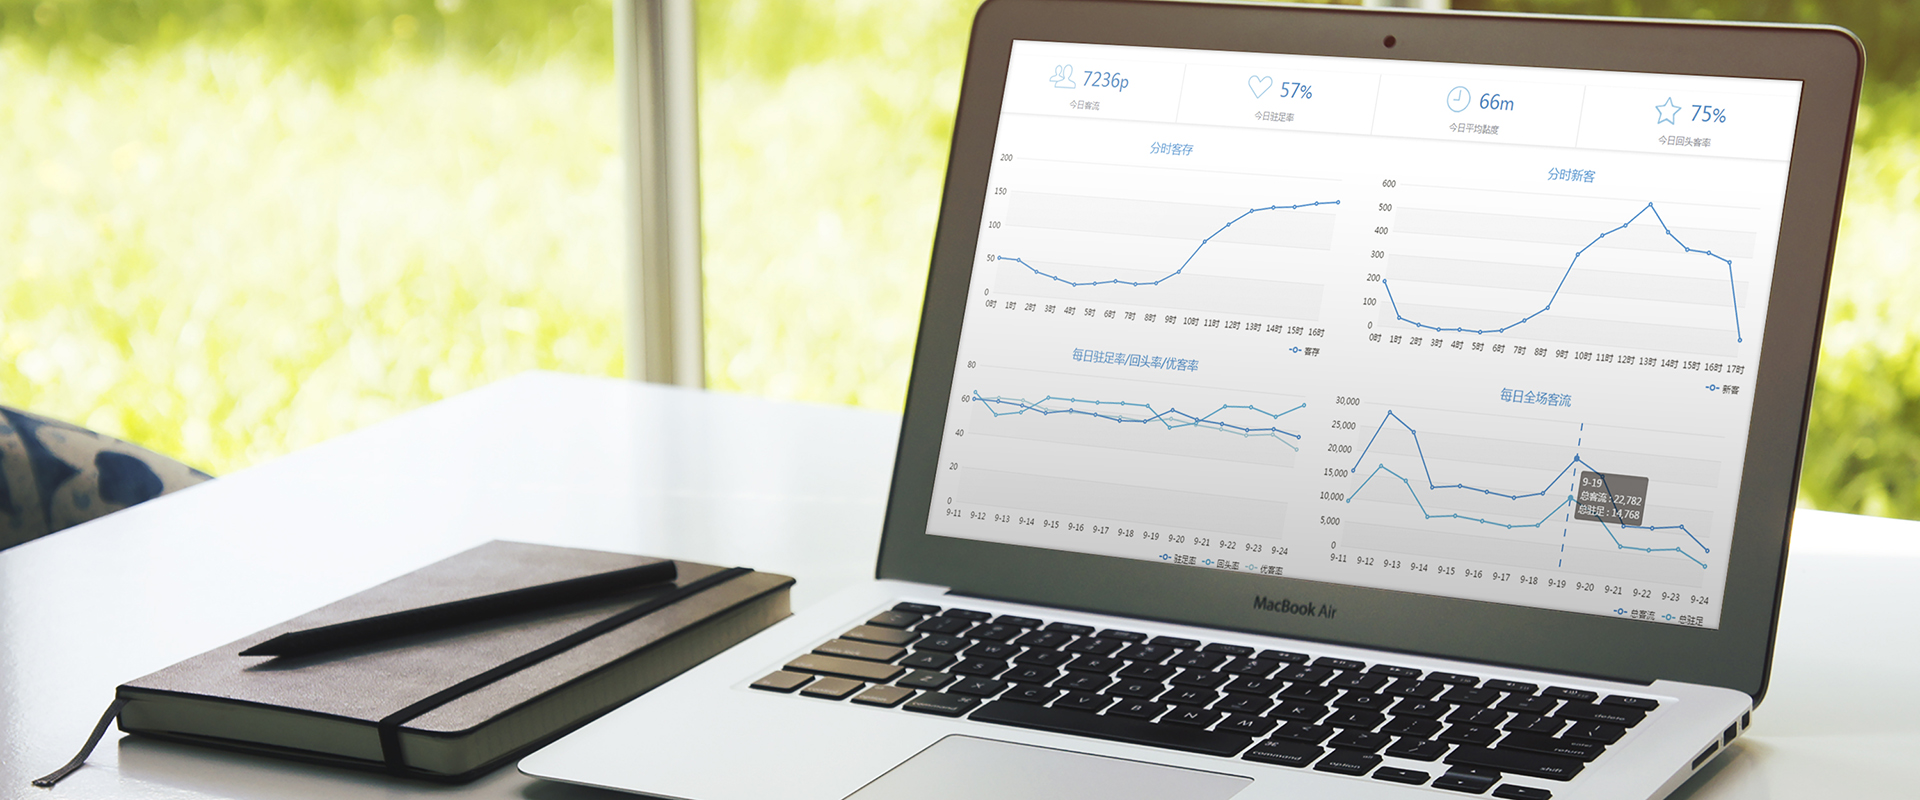 7236p
今日客流
57%
今日驻足率
66m
今日平均黏度
75%
今日回头客率
分时客存
200
150
100
50
0
0时 1时 2时 3时 4时 5时 6时 7时 8时 9时 10时 11时 12时 13时 14时 15时 16时
客存
分时新客
600
500
400
300
200
100
0
0时 1时 2时 3时 4时 5时 6时 7时 8时 9时 10时 11时 12时 13时 14时 15时 16时 17时
新客
每日驻足率/回头率/优客率
80
60
40
20
0
9-11 9-12 9-13 9-14 9-15 9-16 9-17 9-18 9-19 9-20 9-21 9-22 9-23 9-24
驻足率 回头率 优客率
每日全场客流
30,000
25,000
20,000
15,000
10,000
5,000
0
9-19
总客流 : 22,782
总驻足 : 14,768
9-11 9-12 9-13 9-14 9-15 9-16 9-17 9-18 9-19 9-20 9-21 9-22 9-23 9-24
总客流 总驻足
MacBook Air
Q W E R T Y U I O P
delete
A S D F G H J K L
return
Z X C V B N M
shift
command
command option